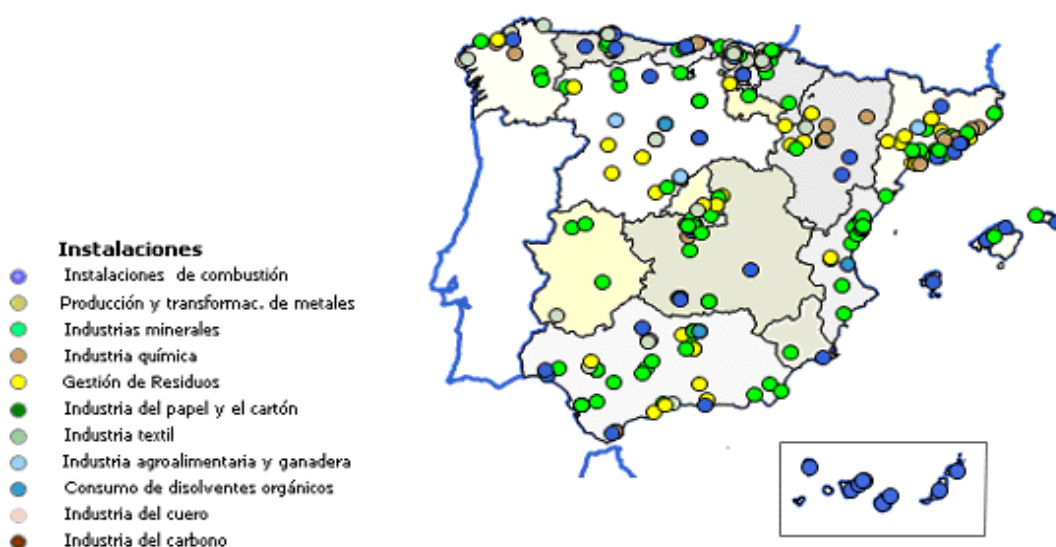 Instalaciones
Instalaciones de combustión
Producción y transformac. de metales
Industrias minerales
Industria química
Gestión de Residuos
Industria del papel y el cartón
Industria textil
Industria agroalimentaria y ganadera
Consumo de disolventes orgánicos
Industria del cuero
Industria del carbono